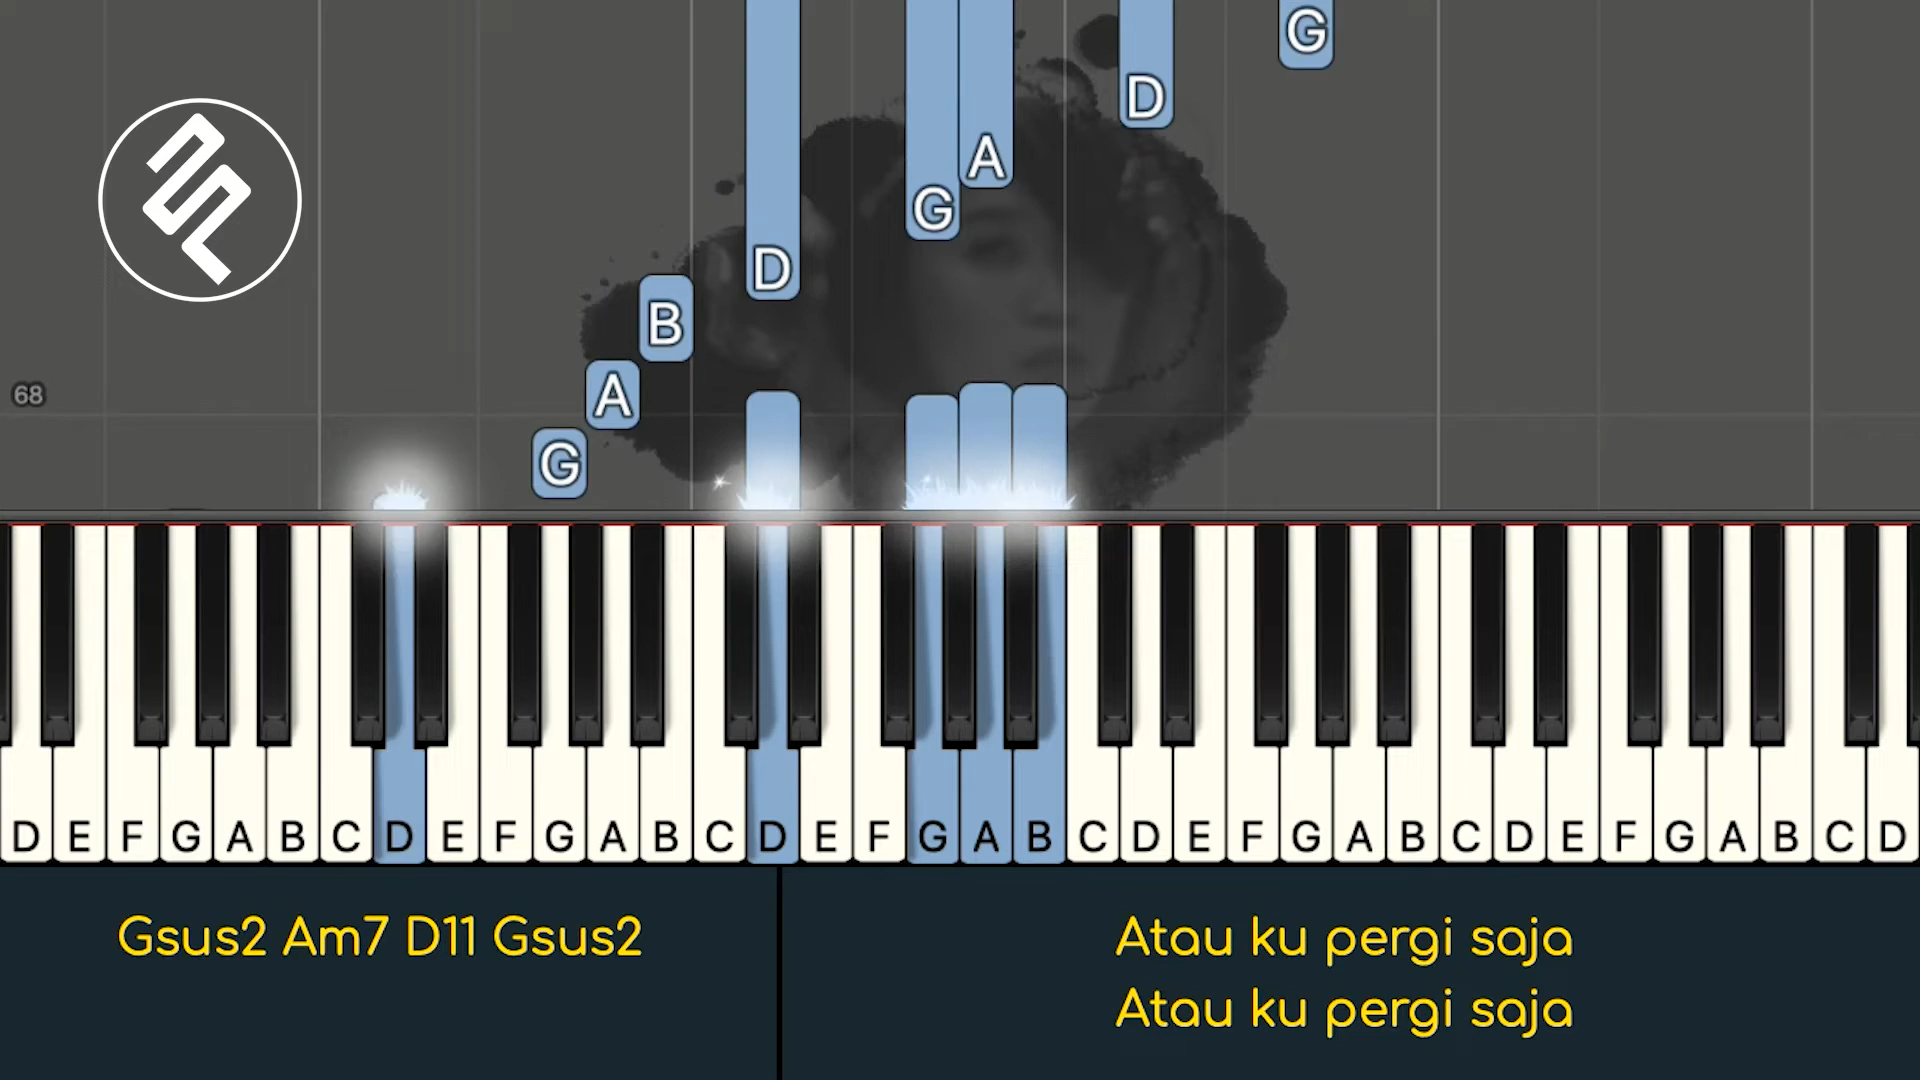 G
D
A
G
D
B
A
68
G
D E F G A B C D E F G A B C D E F G A B C D E F G A B C D E F G A B C D
Gsus2 Am7 D11 Gsus2
Atau ku pergi saja
Atau ku pergi saja